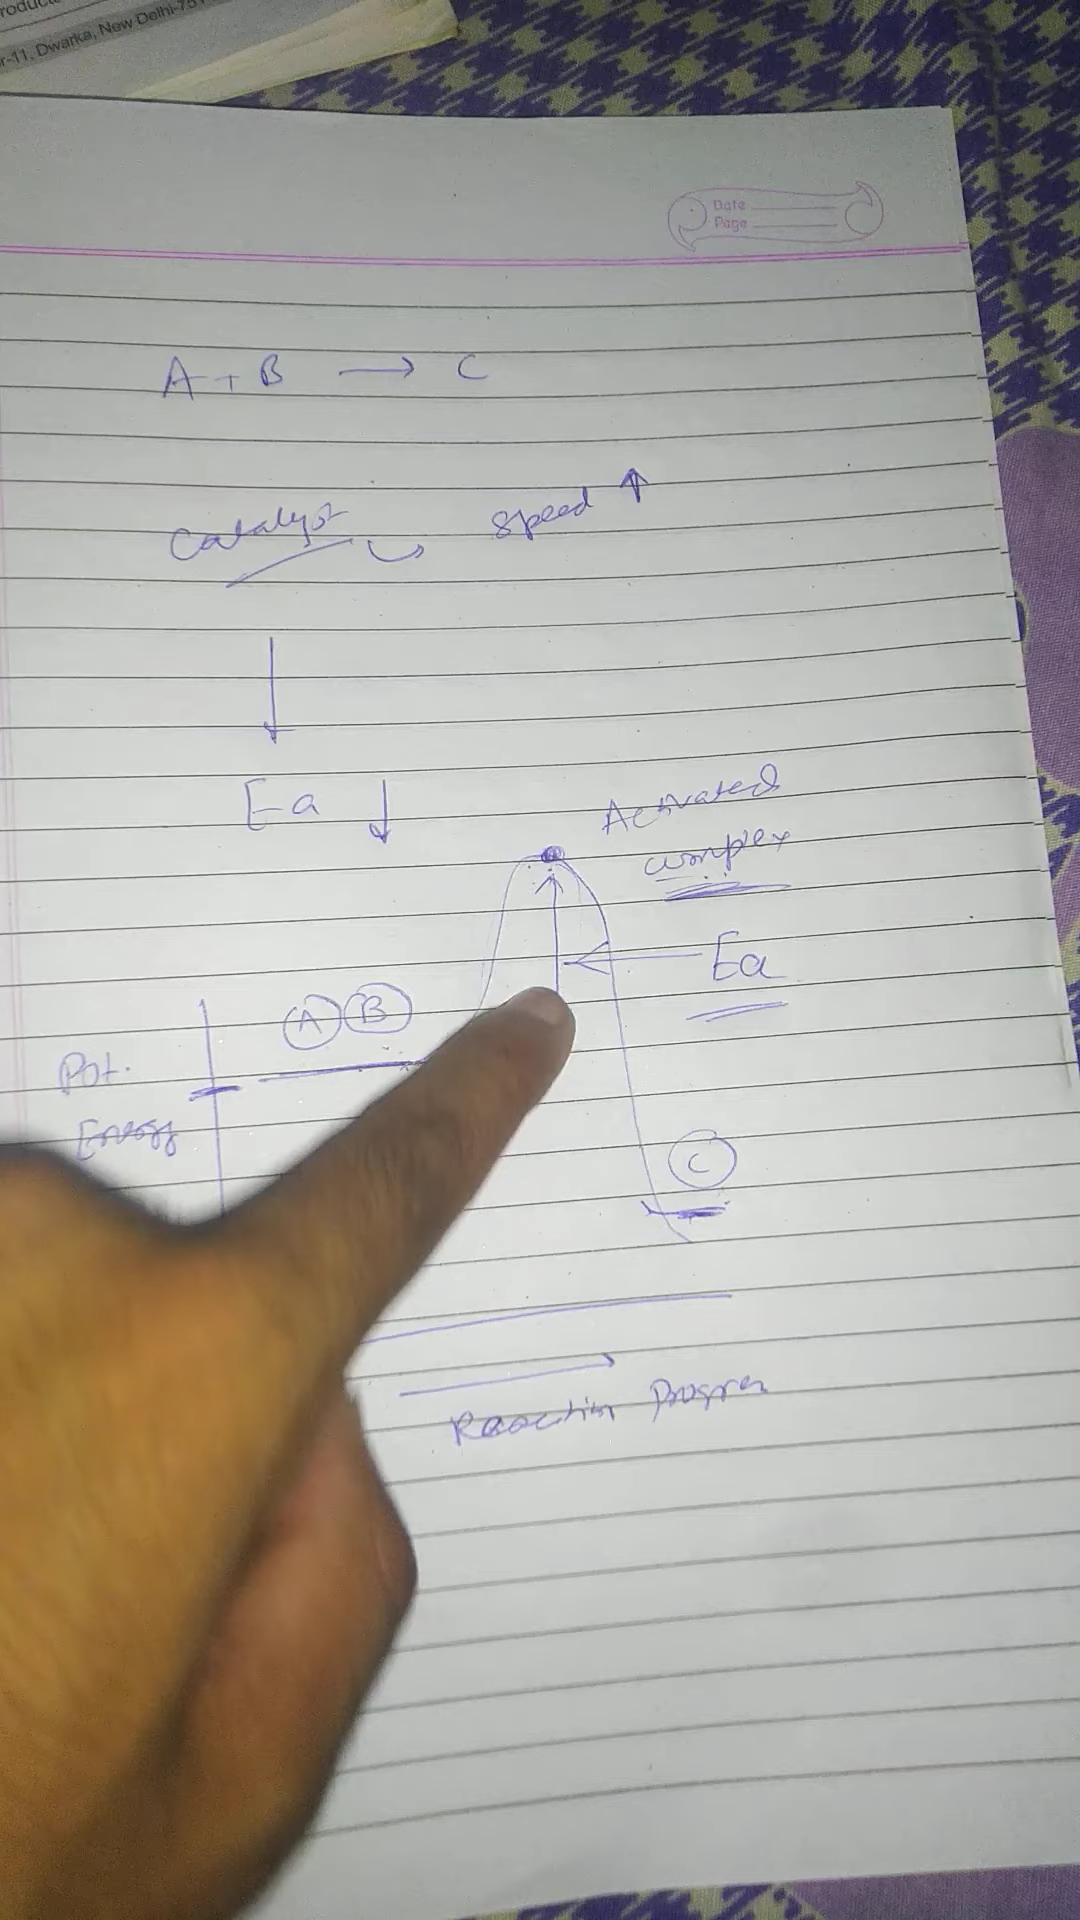 r-11, Dwarka, New Delhi-75
Date
Page
A + B → C
Catalyst speed ↑
Ea ↓
Activated
complex
Ea
A B
Pot.
Energy
C
Reaction Progress